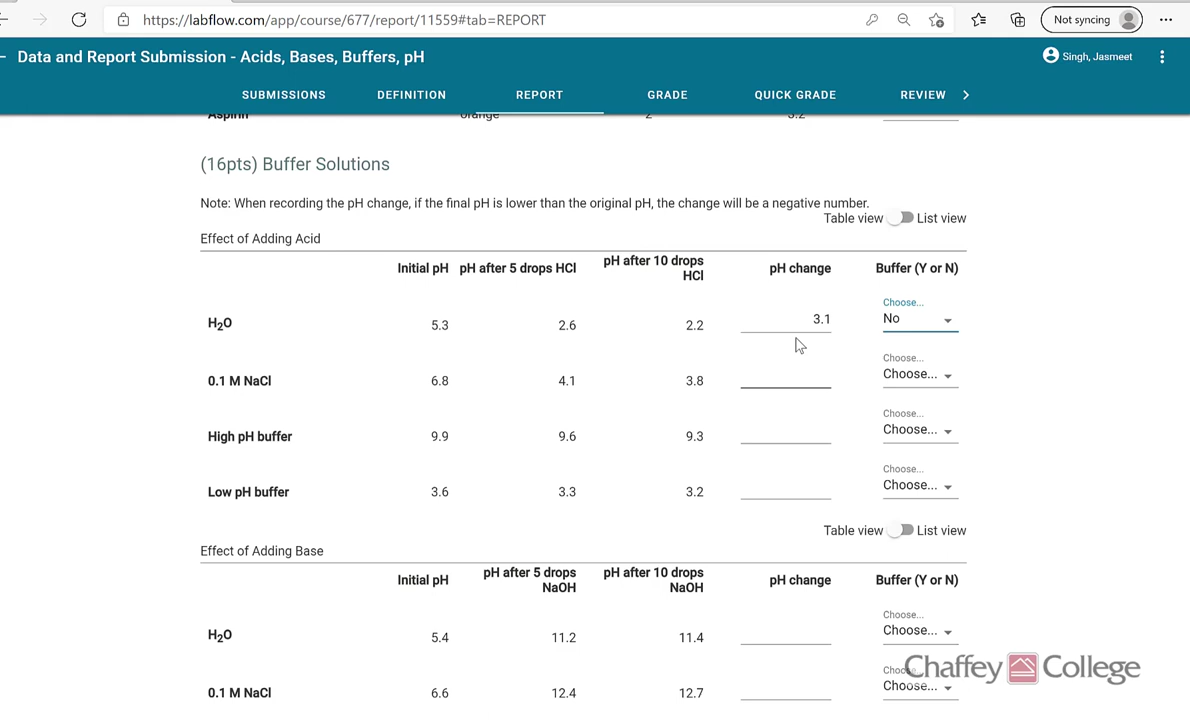 https://labflow.com/app/course/677/report/11559#tab=REPORT
Not syncing
Data and Report Submission - Acids, Bases, Buffers, pH
Singh, Jasmeet
SUBMISSIONS DEFINITION REPORT GRADE QUICK GRADE REVIEW
Aspirin orange 2 3.2
(16pts) Buffer Solutions
Note: When recording the pH change, if the final pH is lower than the original pH, the change will be a negative number.
Table view List view
Effect of Adding Acid
Initial pH pH after 5 drops HCl pH after 10 drops HCl pH change Buffer (Y or N)
Choose...
H₂O 5.3 2.6 2.2 3.1 No
Choose...
0.1 M NaCl 6.8 4.1 3.8 Choose...
Choose...
High pH buffer 9.9 9.6 9.3 Choose...
Choose...
Low pH buffer 3.6 3.3 3.2 Choose...
Table view List view
Effect of Adding Base
Initial pH pH after 5 drops NaOH pH after 10 drops NaOH pH change Buffer (Y or N)
Choose...
H₂O 5.4 11.2 11.4 Choose...
Choose...
0.1 M NaCl 6.6 12.4 12.7 Choose...
Chaffey College